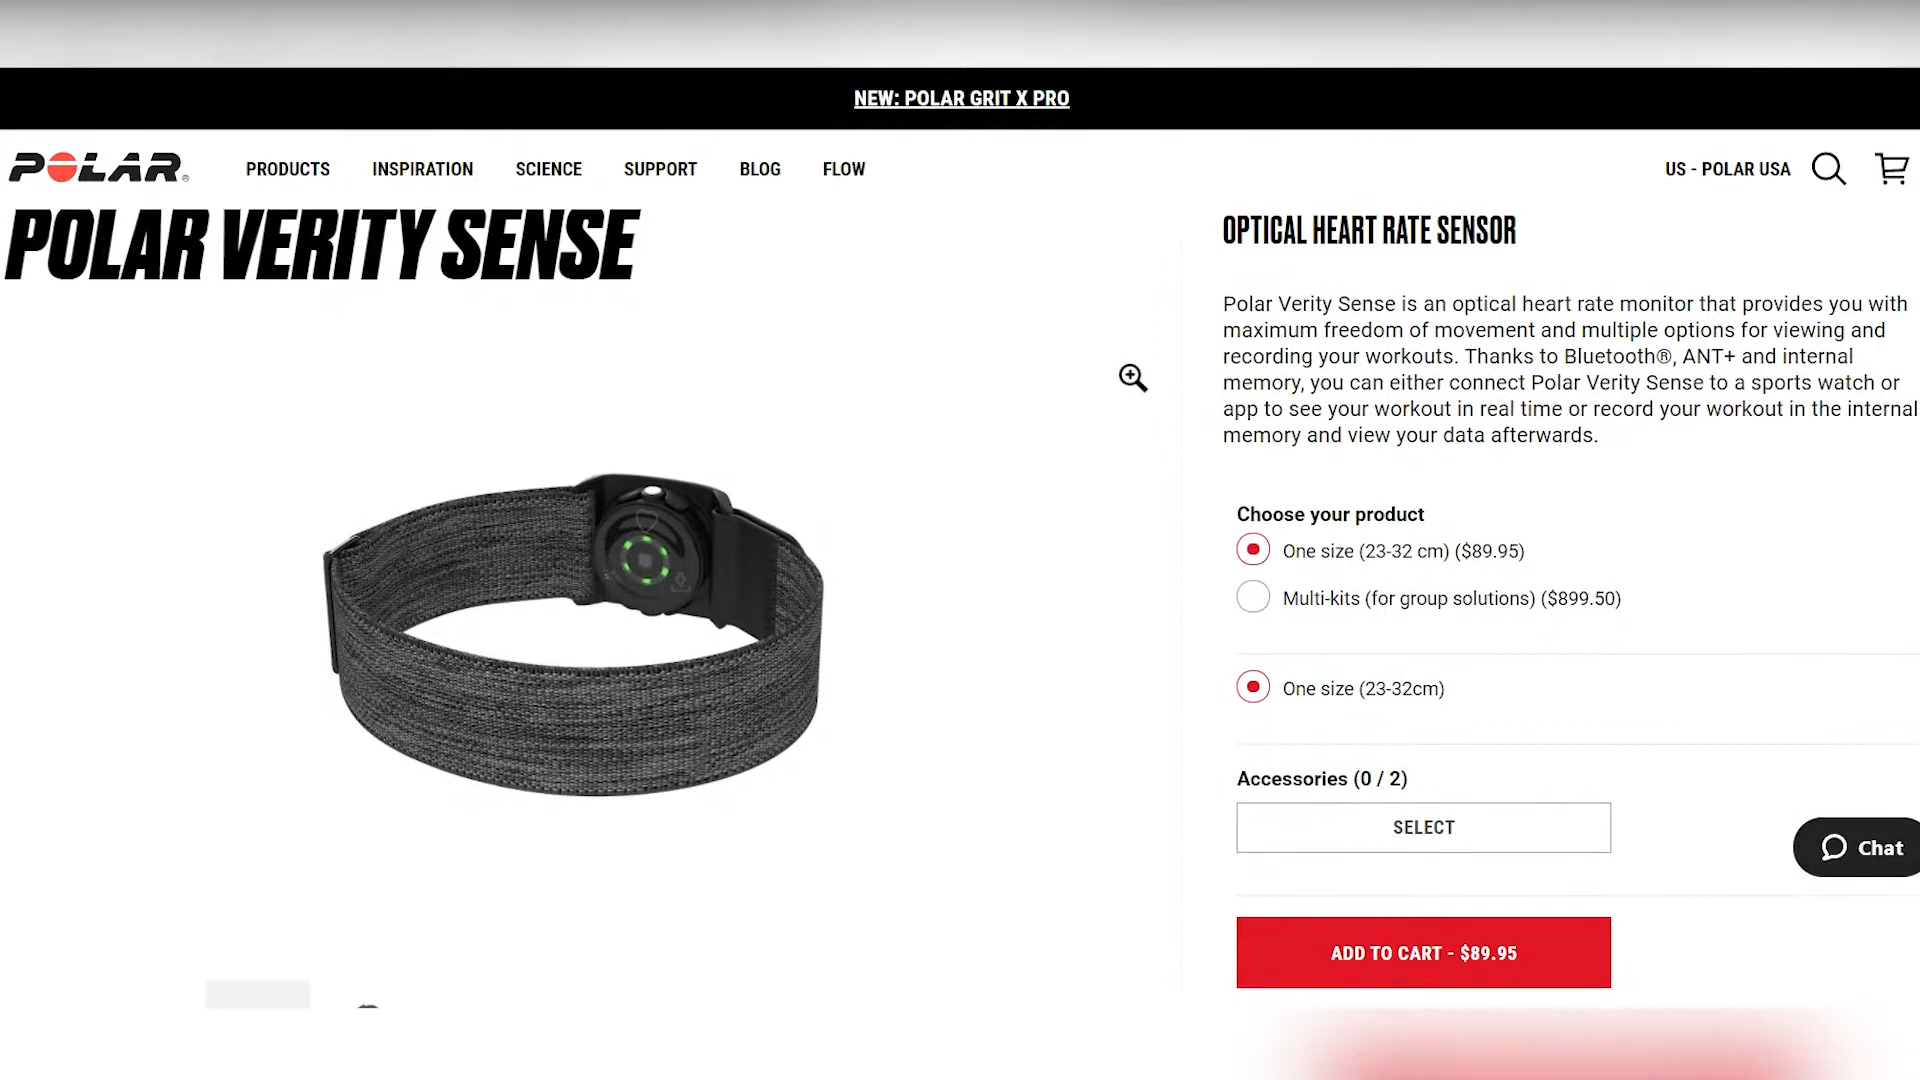 NEW: POLAR GRIT X PRO
POLAR
PRODUCTS
INSPIRATION
SCIENCE
SUPPORT
BLOG
FLOW
US - POLAR USA
POLAR VERITY SENSE
OPTICAL HEART RATE SENSOR
Polar Verity Sense is an optical heart rate monitor that provides you with
maximum freedom of movement and multiple options for viewing and
recording your workouts. Thanks to Bluetooth®, ANT+ and internal
memory, you can either connect Polar Verity Sense to a sports watch or
app to see your workout in real time or record your workout in the internal
memory and view your data afterwards.
Choose your product
One size (23-32 cm) ($89.95)
Multi-kits (for group solutions) ($899.50)
One size (23-32cm)
Accessories (0 / 2)
SELECT
Chat
ADD TO CART - $89.95